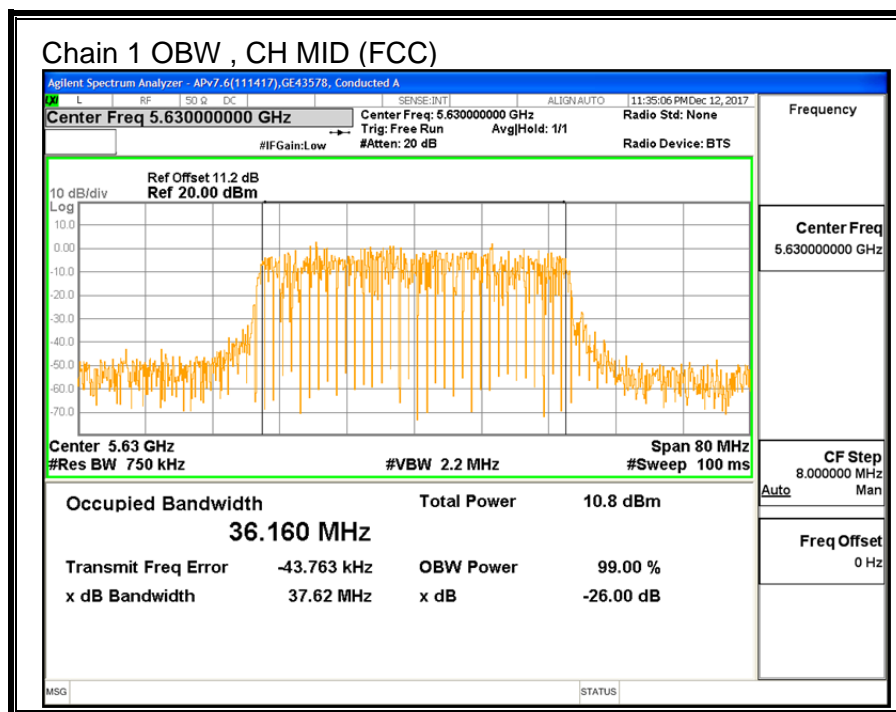 Chain 1 OBW , CH MID (FCC)
Agilent Spectrum Analyzer - APv7.6(111417),GE43578, Conducted A
LXI L RF 50 Ω DC SENSE:INT ALIGN AUTO 11:35:06 PM Dec 12, 2017
Center Freq 5.630000000 GHz
Center Freq: 5.630000000 GHz
Radio Std: None
Trig: Free Run Avg|Hold: 1/1
#IFGain:Low
#Atten: 20 dB
Radio Device: BTS
Frequency
Ref Offset 11.2 dB
10 dB/div Ref 20.00 dBm
Log
10.0
0.00
-10.0
-20.0
-30.0
-40.0
-50.0
-60.0
-70.0
Center 5.63 GHz Span 80 MHz
#Res BW 750 kHz #VBW 2.2 MHz #Sweep 100 ms
Center Freq
5.630000000 GHz
CF Step
8.000000 MHz
Auto Man
Freq Offset
0 Hz
Occupied Bandwidth Total Power 10.8 dBm
36.160 MHz
Transmit Freq Error -43.763 kHz OBW Power 99.00 %
x dB Bandwidth 37.62 MHz x dB -26.00 dB
MSG STATUS